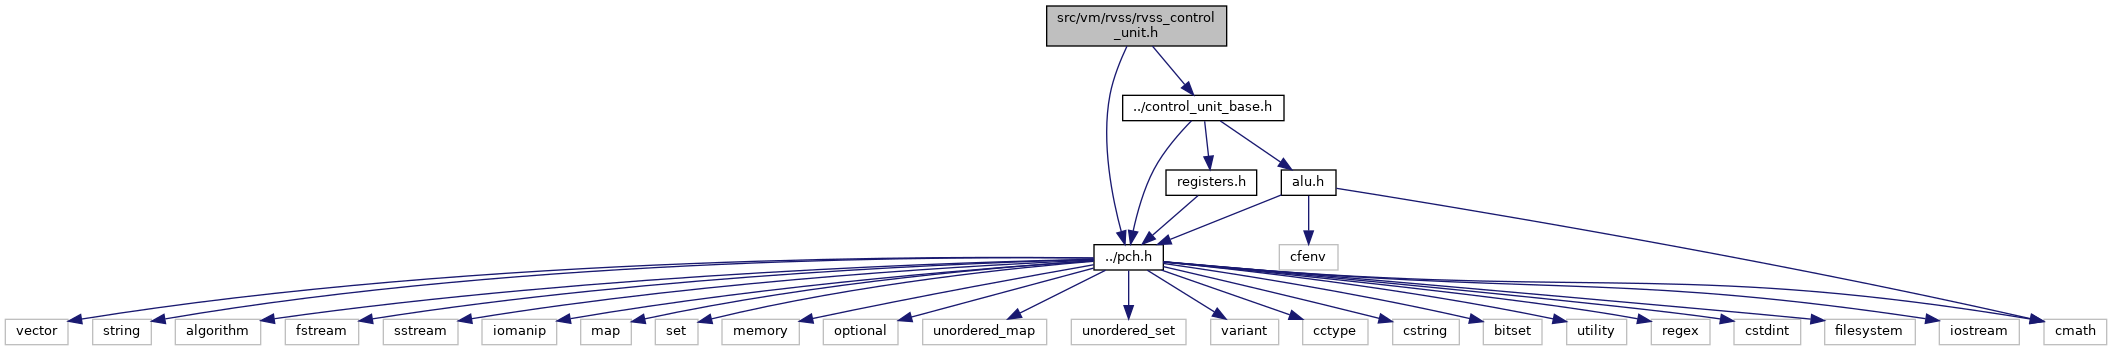 src/vm/rvss/rvss_control
_unit.h
../control_unit_base.h
registers.h
alu.h
../pch.h
cfenv
vector
string
algorithm
fstream
sstream
iomanip
map
set
memory
optional
unordered_map
unordered_set
variant
cctype
cstring
bitset
utility
regex
cstdint
filesystem
iostream
cmath